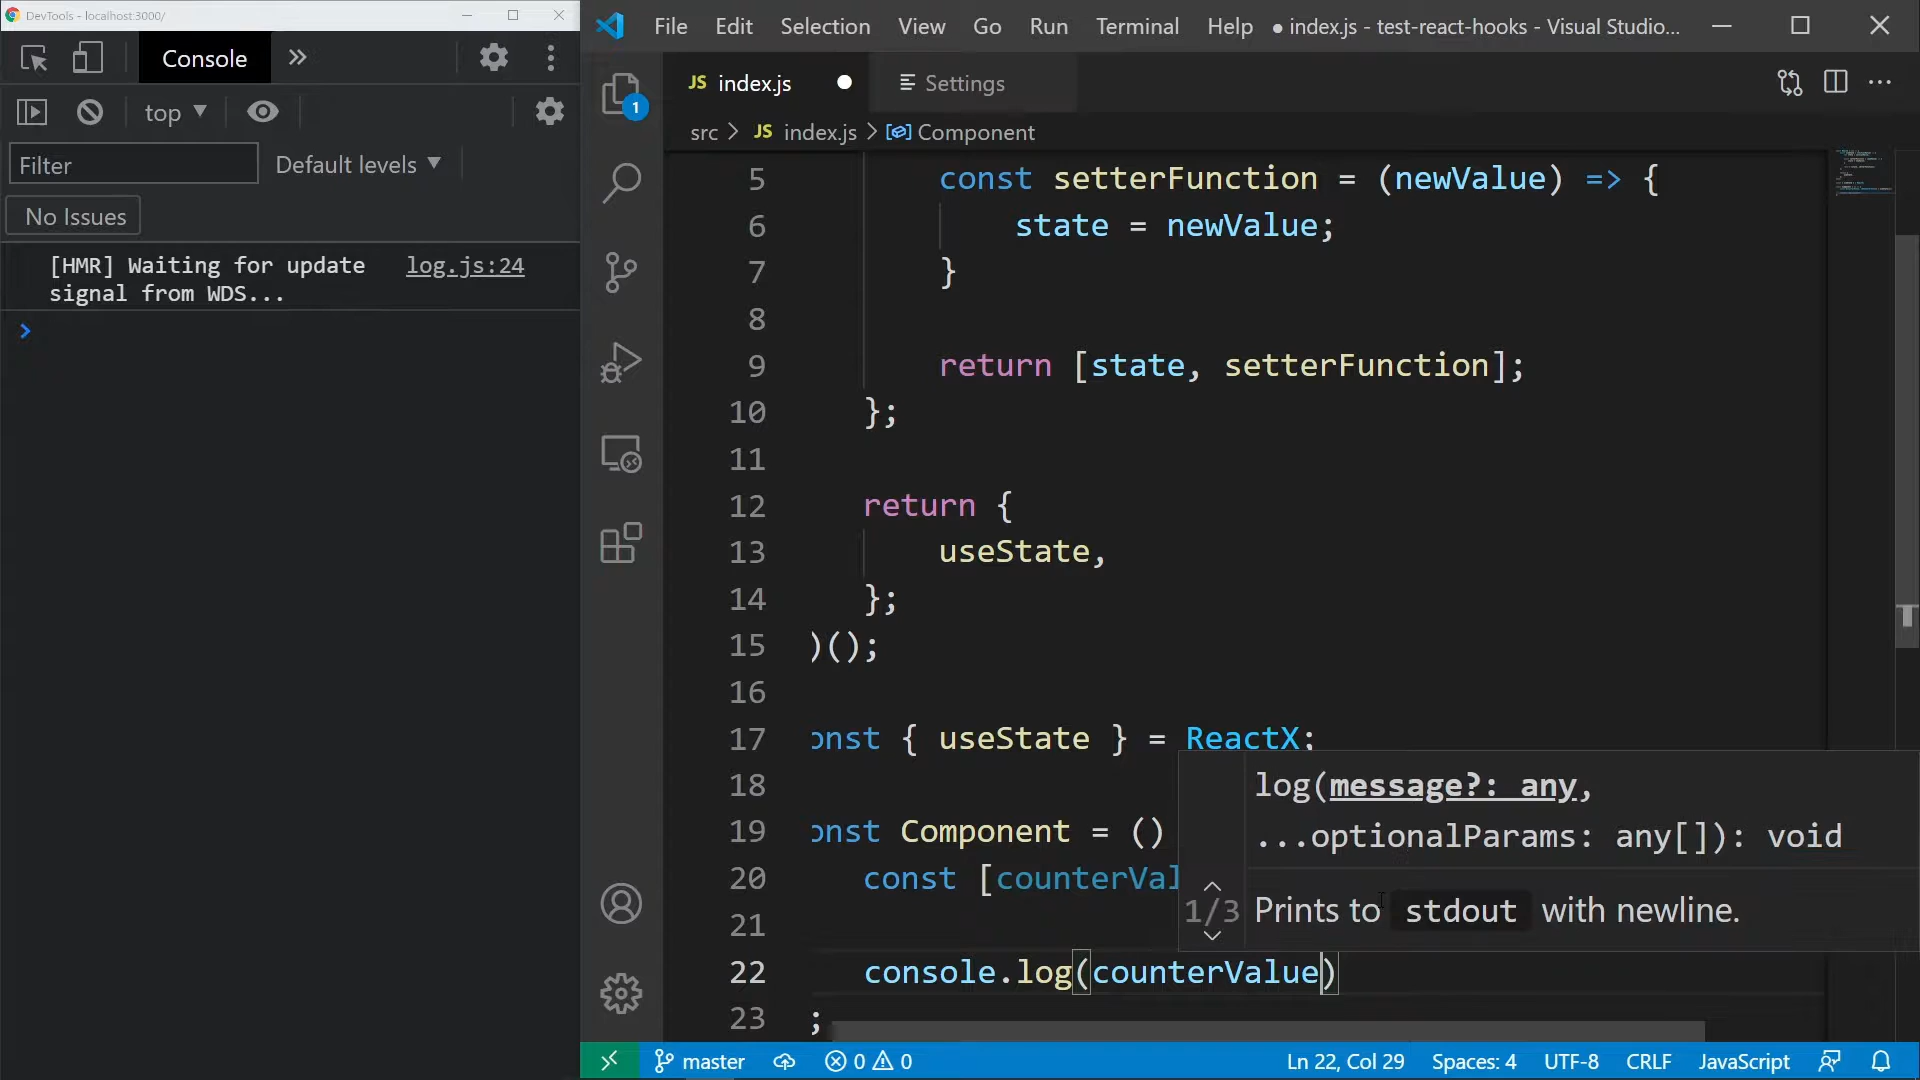 DevTools - localhost:3000/
Console
top
Filter
Default levels
No Issues
[HMR] Waiting for update log.js:24
signal from WDS...
File Edit Selection View Go Run Terminal Help ● index.js - test-react-hooks - Visual Studio...
1
JS index.js Settings
src > JS index.js > Component
5 const setterFunction = (newValue) => {
6 state = newValue;
7 }
8
9 return [state, setterFunction];
10 };
11
12 return {
13 useState,
14 };
15 )();
16
17 onst { useState } = ReactX;
18
19 onst Component = ()
20 const [counterVal
21
22 console.log(counterValue)
23 ;
log(message?: any,
...optionalParams: any[]): void
1/3 Prints to stdout with newline.
master 0 0 Ln 22, Col 29 Spaces: 4 UTF-8 CRLF JavaScript